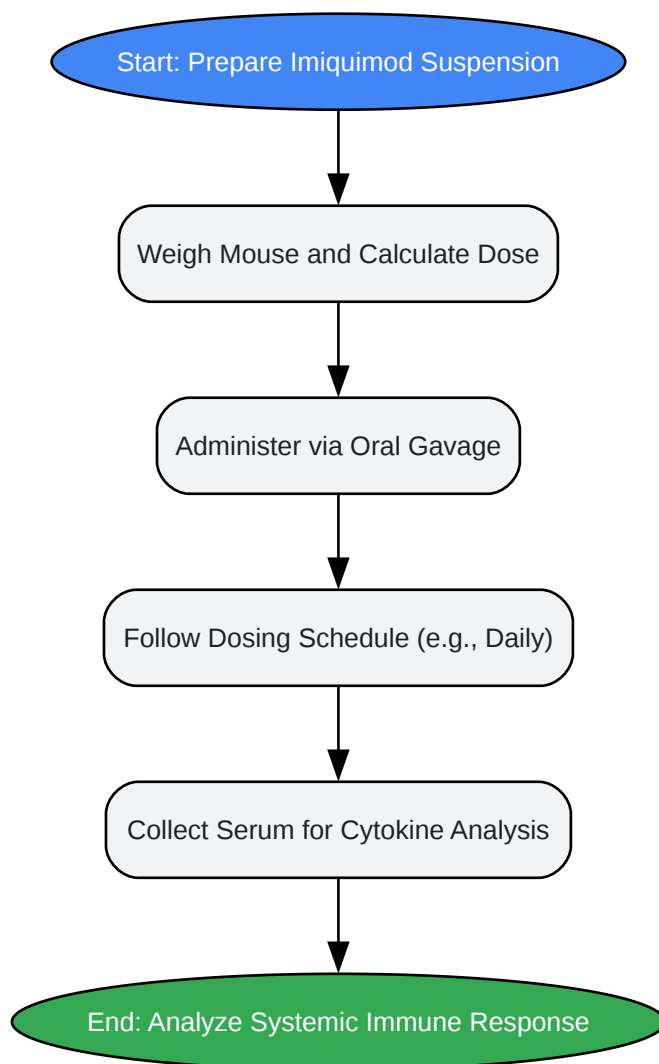 Start: Prepare Imiquimod Suspension
Weigh Mouse and Calculate Dose
Administer via Oral Gavage
Follow Dosing Schedule (e.g., Daily)
Collect Serum for Cytokine Analysis
End: Analyze Systemic Immune Response